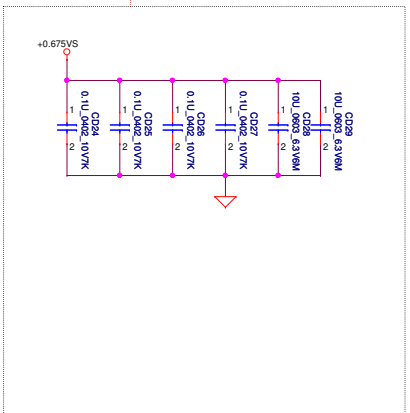 +0.675VS
1
2
CD24
0.1U_0402_10V7K
1
2
CD25
0.1U_0402_10V7K
1
2
CD26
0.1U_0402_10V7K
1
2
CD27
0.1U_0402_10V7K
1
2
CD28
10U_0603_6.3V6M
1
2
CD29
10U_0603_6.3V6M